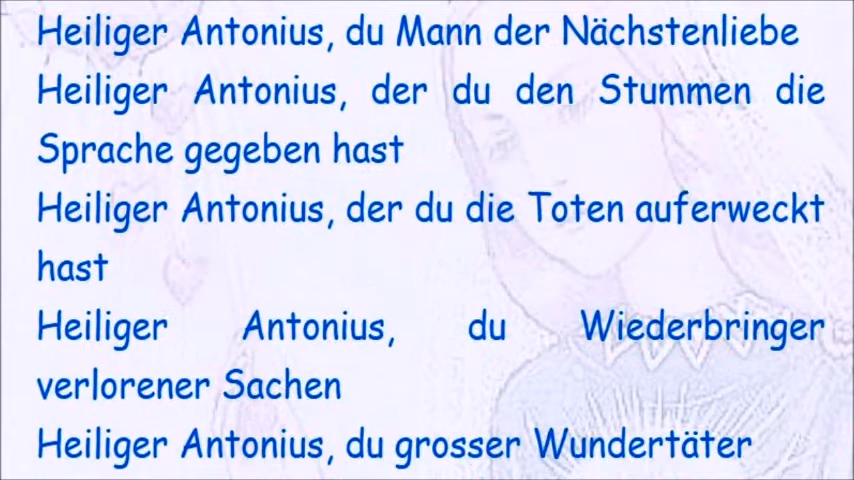 Heiliger Antonius, du Mann der Nächstenliebe
Heiliger Antonius, der du den Stummen die
Sprache gegeben hast
Heiliger Antonius, der du die Toten auferweckt
hast
Heiliger Antonius, du Wiederbringer
verlorener Sachen
Heiliger Antonius, du grosser Wundertäter